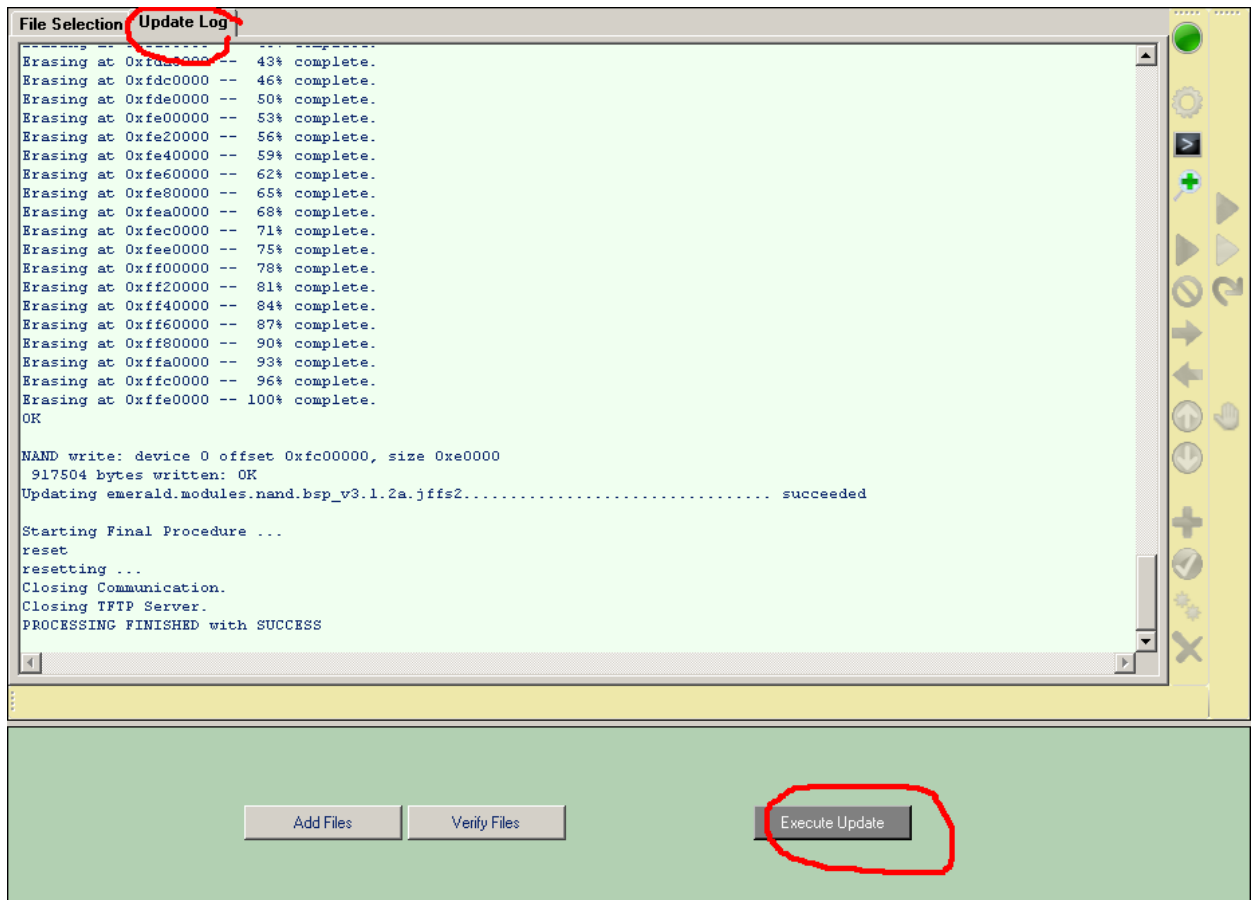 File Selection Update Log
Erasing at 0xfda0000 -- 43% complete.
Erasing at 0xfdc0000 -- 46% complete.
Erasing at 0xfde0000 -- 50% complete.
Erasing at 0xfe00000 -- 53% complete.
Erasing at 0xfe20000 -- 56% complete.
Erasing at 0xfe40000 -- 59% complete.
Erasing at 0xfe60000 -- 62% complete.
Erasing at 0xfe80000 -- 65% complete.
Erasing at 0xfea0000 -- 68% complete.
Erasing at 0xfec0000 -- 71% complete.
Erasing at 0xfee0000 -- 75% complete.
Erasing at 0xff00000 -- 78% complete.
Erasing at 0xff20000 -- 81% complete.
Erasing at 0xff40000 -- 84% complete.
Erasing at 0xff60000 -- 87% complete.
Erasing at 0xff80000 -- 90% complete.
Erasing at 0xffa0000 -- 93% complete.
Erasing at 0xffc0000 -- 96% complete.
Erasing at 0xffe0000 -- 100% complete.
OK
NAND write: device 0 offset 0xfc00000, size 0xe0000
917504 bytes written: OK
Updating emerald.modules.nand.bsp_v3.1.2a.jffs2................................. succeeded
Starting Final Procedure ...
reset
resetting ...
Closing Communication.
Closing TFTP Server.
PROCESSING FINISHED with SUCCESS
Add Files Verify Files Execute Update